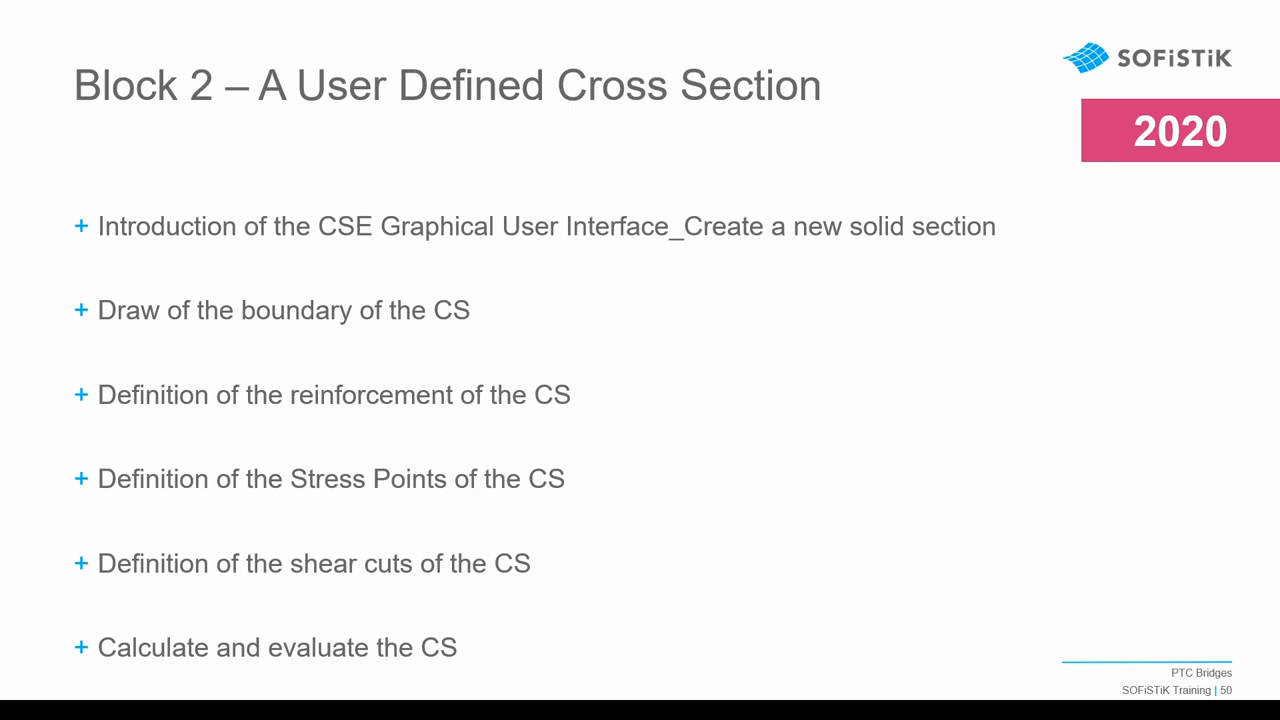 Block 2 – A User Defined Cross Section
SOFiSTiK
2020
+ Introduction of the CSE Graphical User Interface_Create a new solid section
+ Draw of the boundary of the CS
+ Definition of the reinforcement of the CS
+ Definition of the Stress Points of the CS
+ Definition of the shear cuts of the CS
+ Calculate and evaluate the CS
PTC Bridges
SOFiSTiK Training | 50